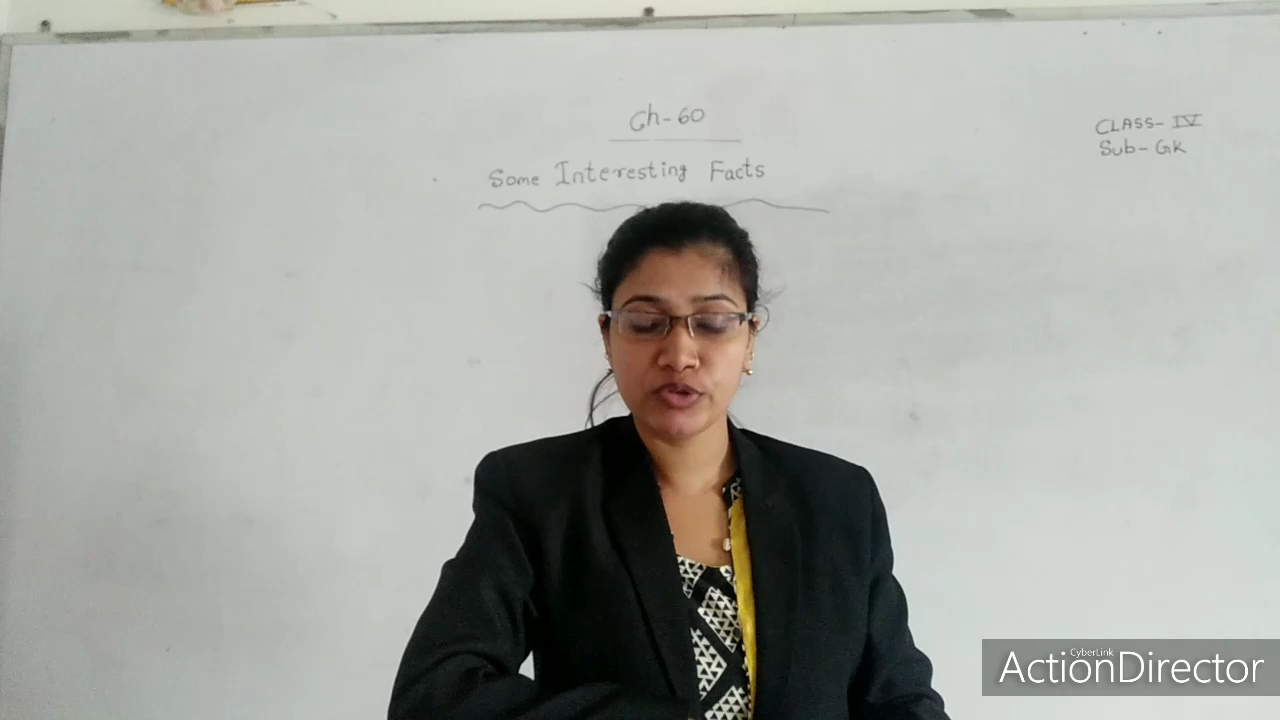 Ch-60
Some Interesting Facts
CLASS-IV
Sub-GK
CyberLink
ActionDirector